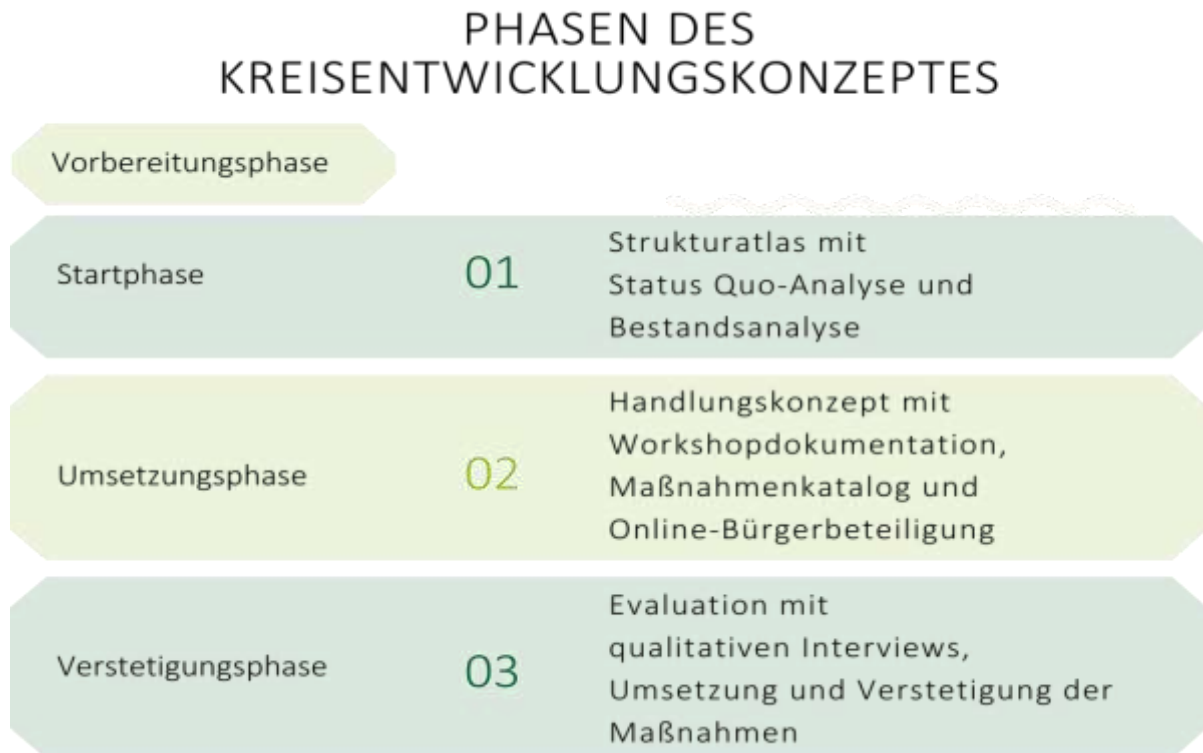 PHASEN DES
KREISENTWICKLUNGSKONZEPTES
Vorbereitungsphase
Startphase
01
Strukturatlas mit
Status Quo-Analyse und
Bestandsanalyse
Umsetzungsphase
02
Handlungskonzept mit
Workshopdokumentation,
Maßnahmenkatalog und
Online-Bürgerbeteiligung
Verstetigungsphase
03
Evaluation mit
qualitativen Interviews,
Umsetzung und Verstetigung der
Maßnahmen